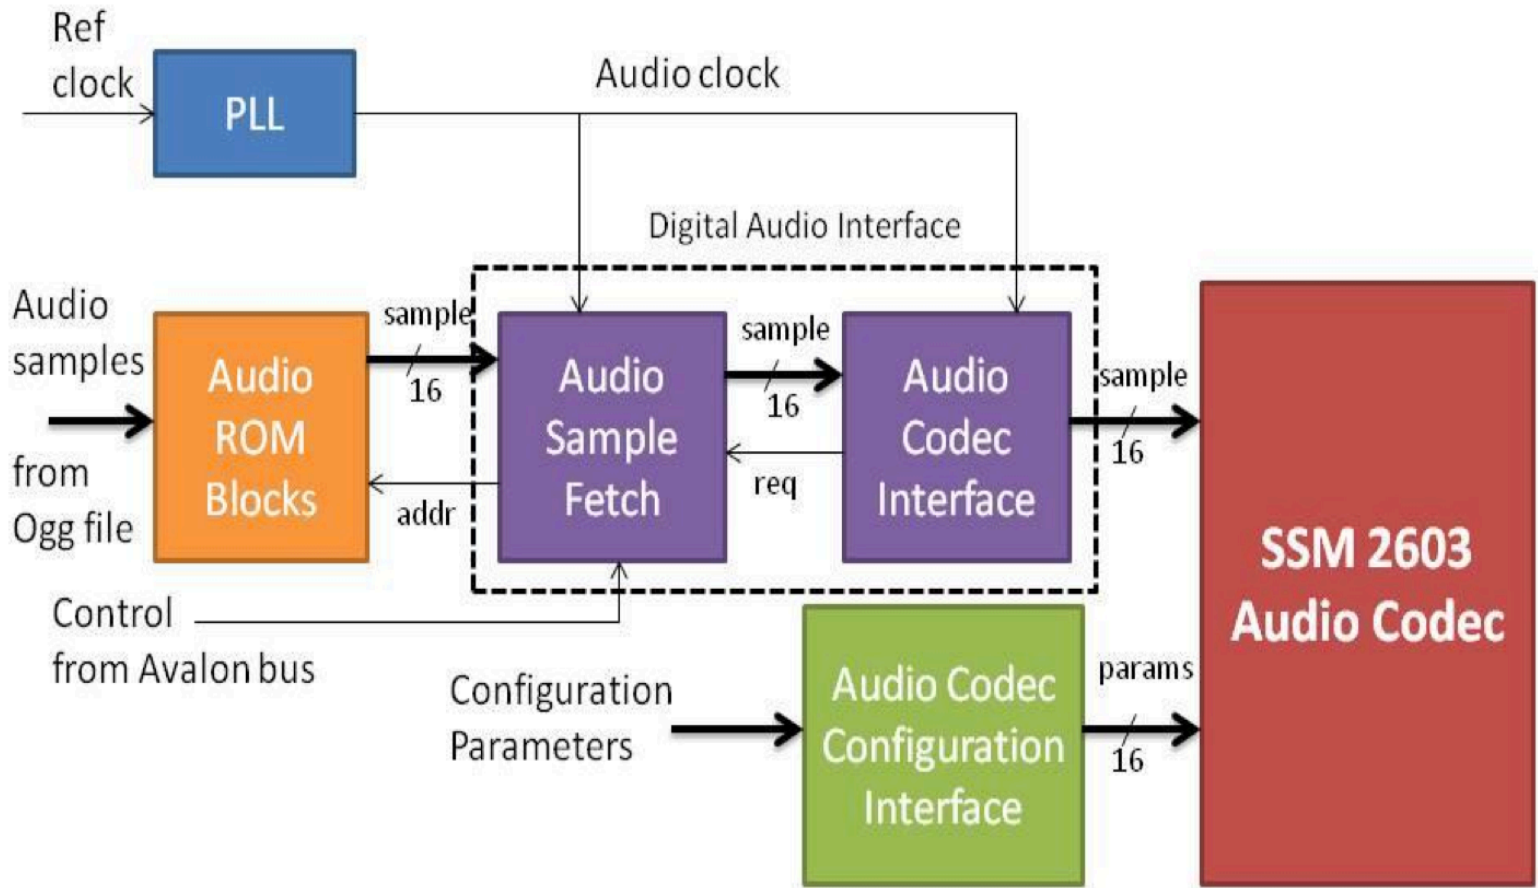 Ref
clock
PLL
Audio clock
Digital Audio Interface
Audio
samples
from
Ogg file
Audio
ROM
Blocks
sample
16
addr
Audio
Sample
Fetch
sample
16
req
Audio
Codec
Interface
sample
16
SSM 2603
Audio Codec
Control
from Avalon bus
Configuration
Parameters
Audio Codec
Configuration
Interface
params
16